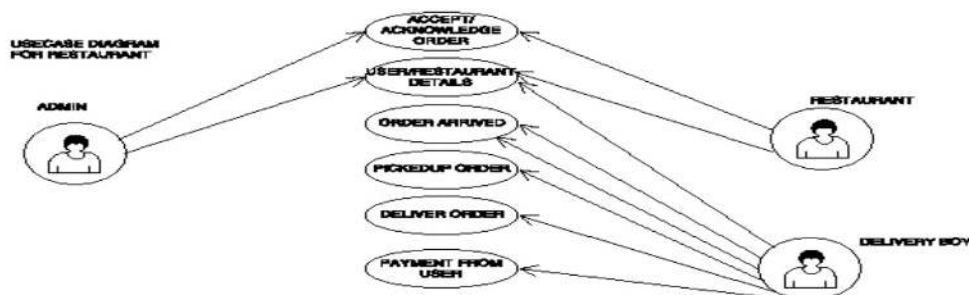 USECASE DIAGRAM
FOR RESTAURANT
ACCEPT/
ACKNOWLEDGE
ORDER
USER/RESTAURANT
DETAILS
ADMIN
RESTAURANT
ORDER ARRIVED
PICKEDUP ORDER
DELIVER ORDER
DELIVERY BOY
PAYMENT FROM
USER